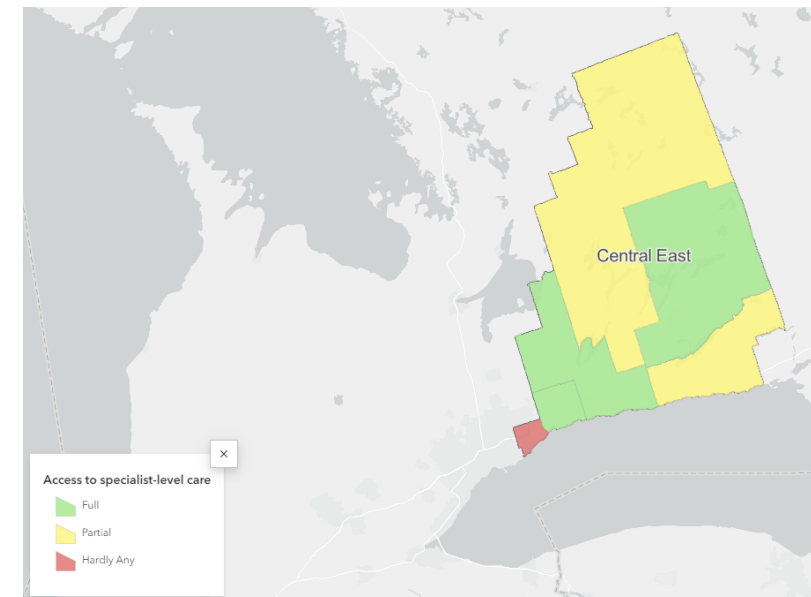 Central East
×
Access to specialist-level care
Full
Partial
Hardly Any